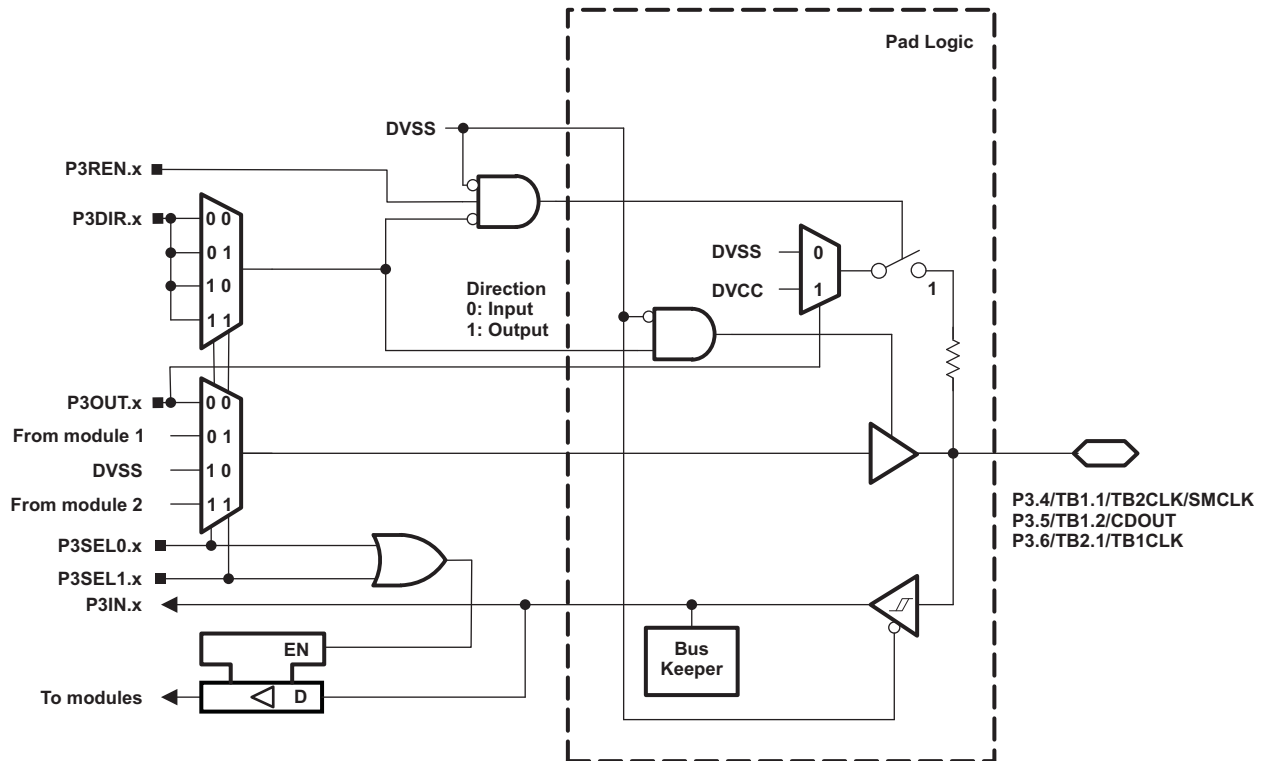 Pad Logic
DVSS
P3REN.x
P3DIR.x
0 0
0 1
1 0
1 1
DVSS
0
DVCC
1
1
Direction
0: Input
1: Output
P3OUT.x
0 0
From module 1
0 1
DVSS
1 0
From module 2
1 1
P3.4/TB1.1/TB2CLK/SMCLK
P3.5/TB1.2/CDOUT
P3.6/TB2.1/TB1CLK
P3SEL0.x
P3SEL1.x
P3IN.x
EN
Bus
Keeper
To modules
D